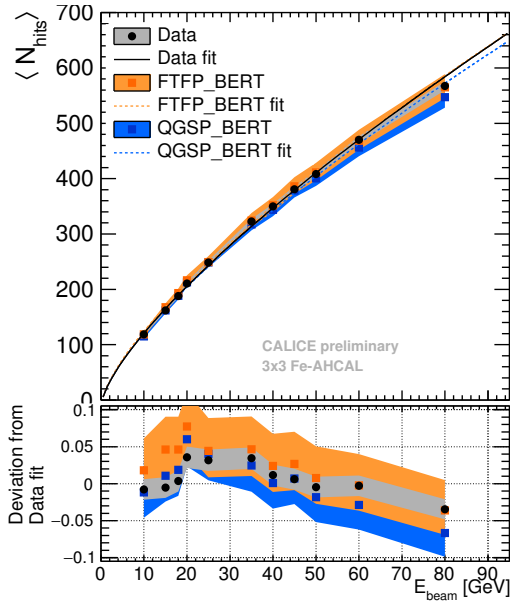 ⟨ N_hits ⟩
700
600
500
400
300
200
100
0
Data
Data fit
FTFP_BERT
FTFP_BERT fit
QGSP_BERT
QGSP_BERT fit
CALICE preliminary
3x3 Fe-AHCAL
Deviation from
Data fit
0.1
0.05
0
−0.05
−0.1
0 10 20 30 40 50 60 70 80 90
E_beam [GeV]